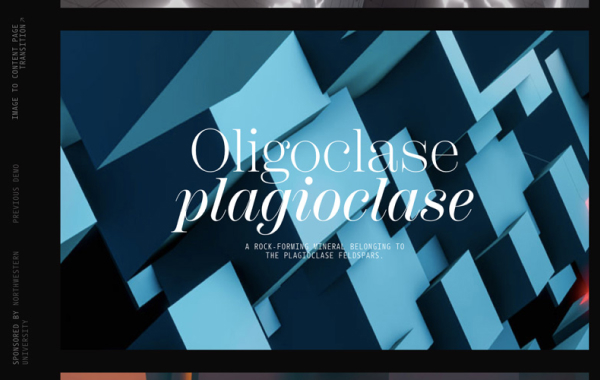 IMAGE TO CONTENT PAGE
TRANSITION
PREVIOUS DEMO
SPONSORED BY NORTHWESTERN
UNIVERSITY
Oligoclase
plagioclase
A ROCK-FORMING MINERAL BELONGING TO
THE PLAGIOCLASE FELDSPARS.